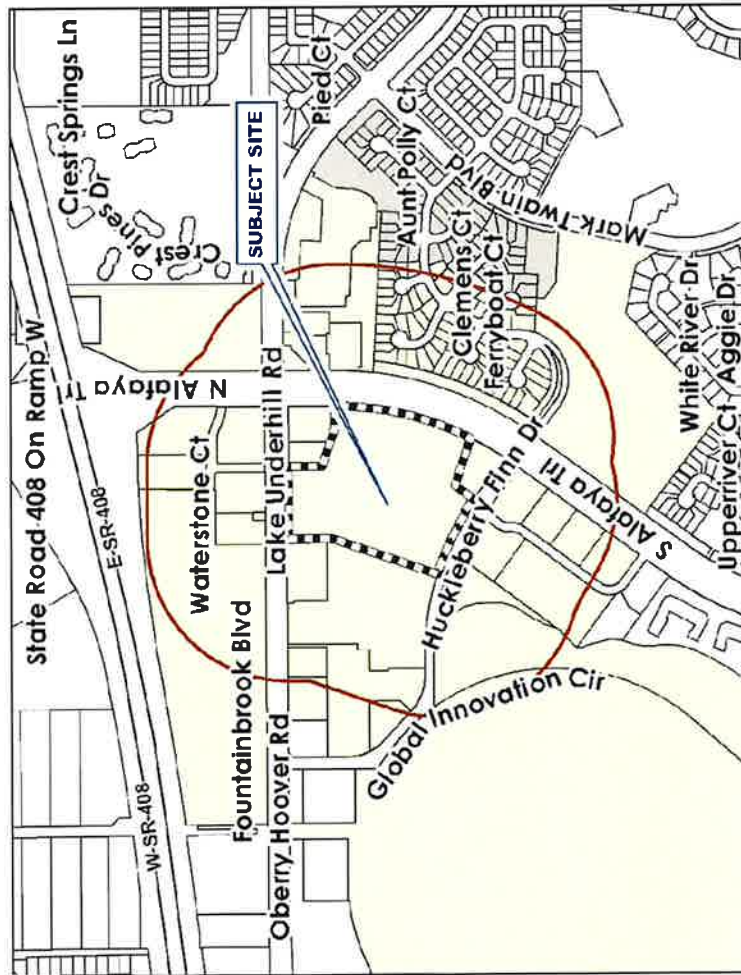 State Road 408 On Ramp W
Crest Springs Ln
Crest Pines Dr
E-SR-408
W-SR-408
N Alafaya Trl
SUBJECT SITE
Pied Ct
Waterstone Ct
Fountainbrook Blvd
Lake Underhill Rd
Oberry Hoover Rd
Aunt Polly Ct
Mark Twain Blvd
Clemens Ct
Ferryboat Ct
Huckleberry Finn Dr
Global Innovation Cir
S Alafaya Trl
White River Dr
Aggie Dr
Upperriver Ct